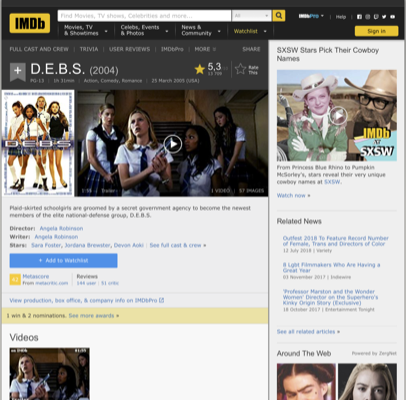 IMDb
Find Movies, TV shows, Celebrities and more...
All
IMDbPro
Help
Movies, TV
& Showtimes
Celebs, Events
& Photos
News &
Community
Watchlist
Sign in
FULL CAST AND CREW | TRIVIA | USER REVIEWS | IMDbPro | MORE
SHARE
D.E.B.S. (2004)
PG-13 | 1h 31min | Action, Comedy, Romance | 25 March 2005 (USA)
5,3
Rate
This
D.E.B.S.
Trailer
1 VIDEO | 57 IMAGES
Plaid-skirted schoolgirls are groomed by a secret government agency to become the newest
members of the elite national-defense group, D.E.B.S.
Director: Angela Robinson
Writer: Angela Robinson
Stars: Sara Foster, Jordana Brewster, Devon Aoki | See full cast & crew »
+ Add to Watchlist
Metascore
From metacritic.com
Reviews
144 user
View production, box office, & company info on IMDbPro
1 win & 2 nominations. See more awards »
Videos
SXSW Stars Pick Their Cowboy
Names
IMDb
AT
SXSW
From Princess Blue Rhino to Pumpkin
McSorley's, stars reveal their very unique
cowboy names at SXSW.
Watch now »
Related News
Outfest 2018 To Feature Record Number
of Female, Trans and Directors of Color
12 July 2018 | Variety
8 Lgbt Filmmakers Who Are Having a
Great Year
03 November 2017 | Indiewire
'Professor Marston and the Wonder
Women' Director on the Superhero's
Kinky Origin Story (Exclusive)
18 October 2017 | Entertainment Tonight
See all related articles »
Around The Web
Powered by ZergNet